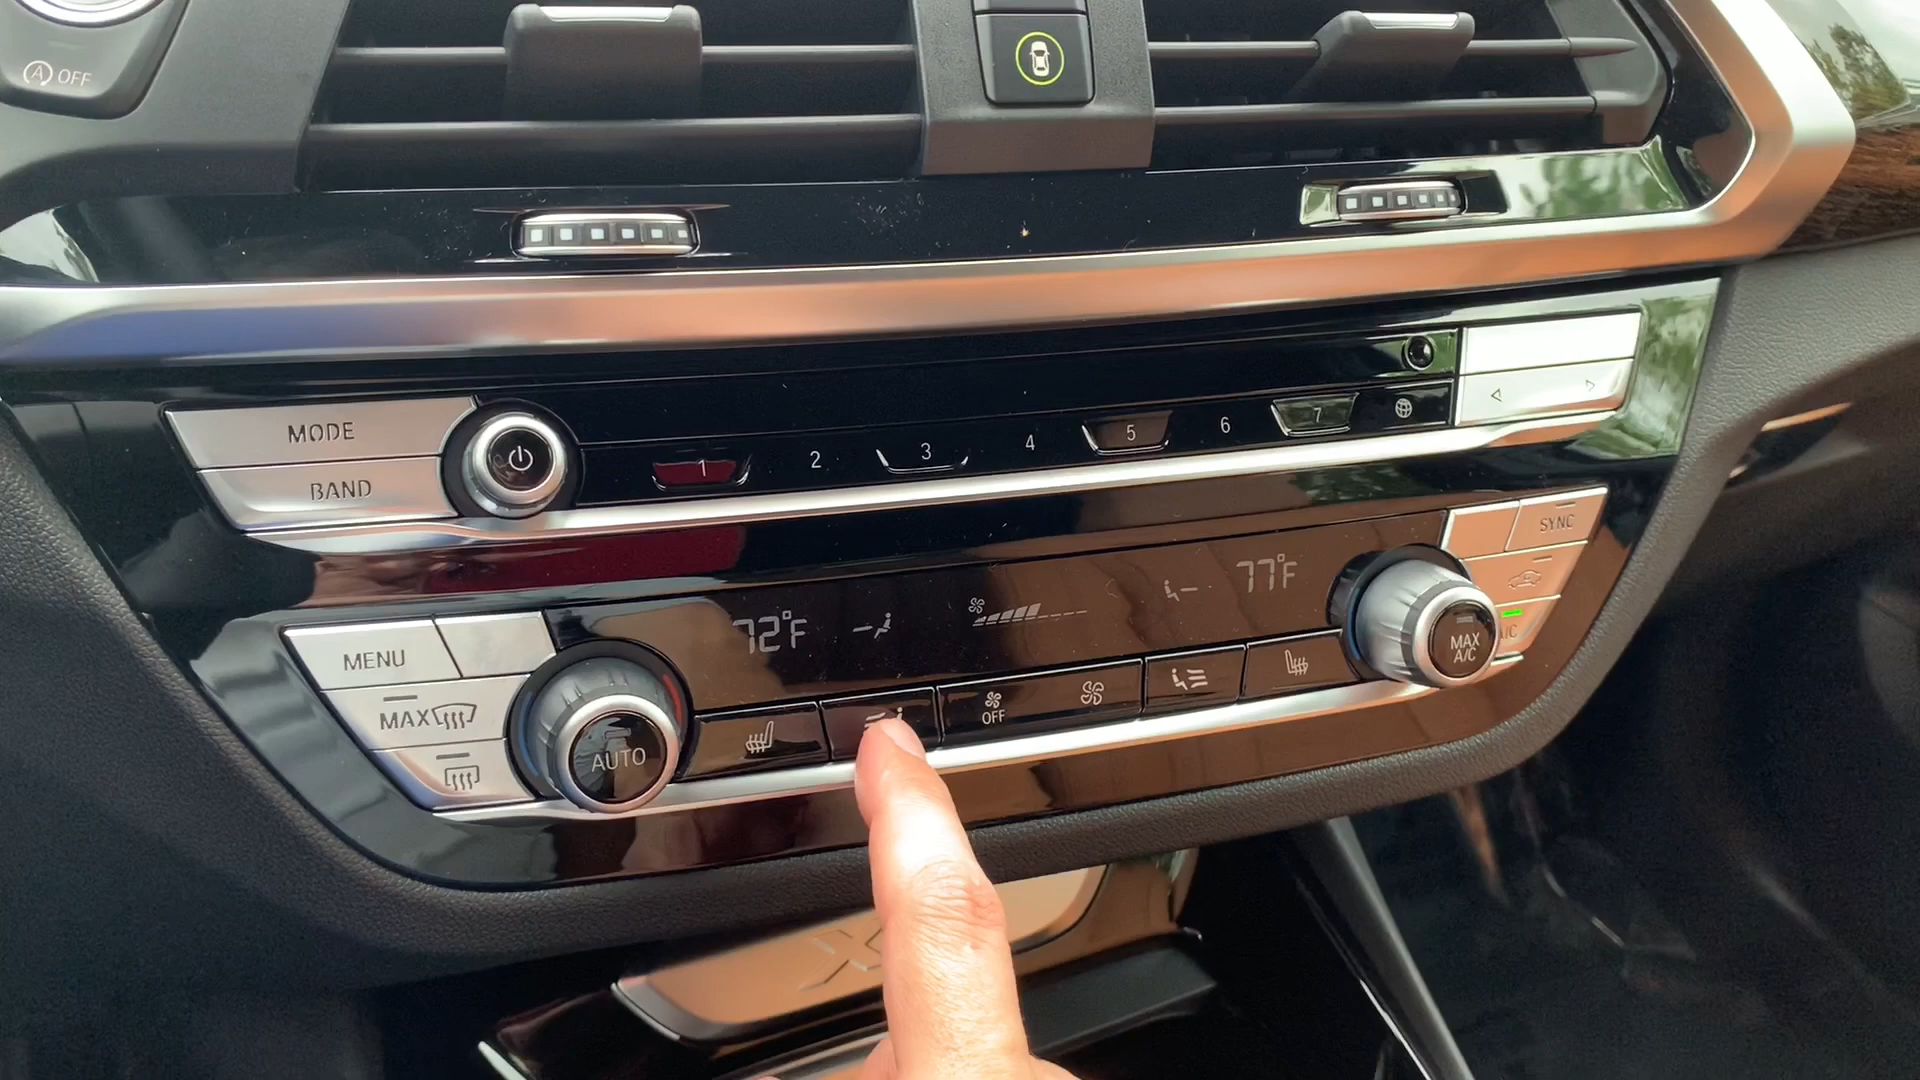 A OFF
MODE
BAND
1 2 3 4 5 6 7
SYNC
72°F
77°F
MENU
MAX
AUTO
OFF
MAX
A/C
A/C
X